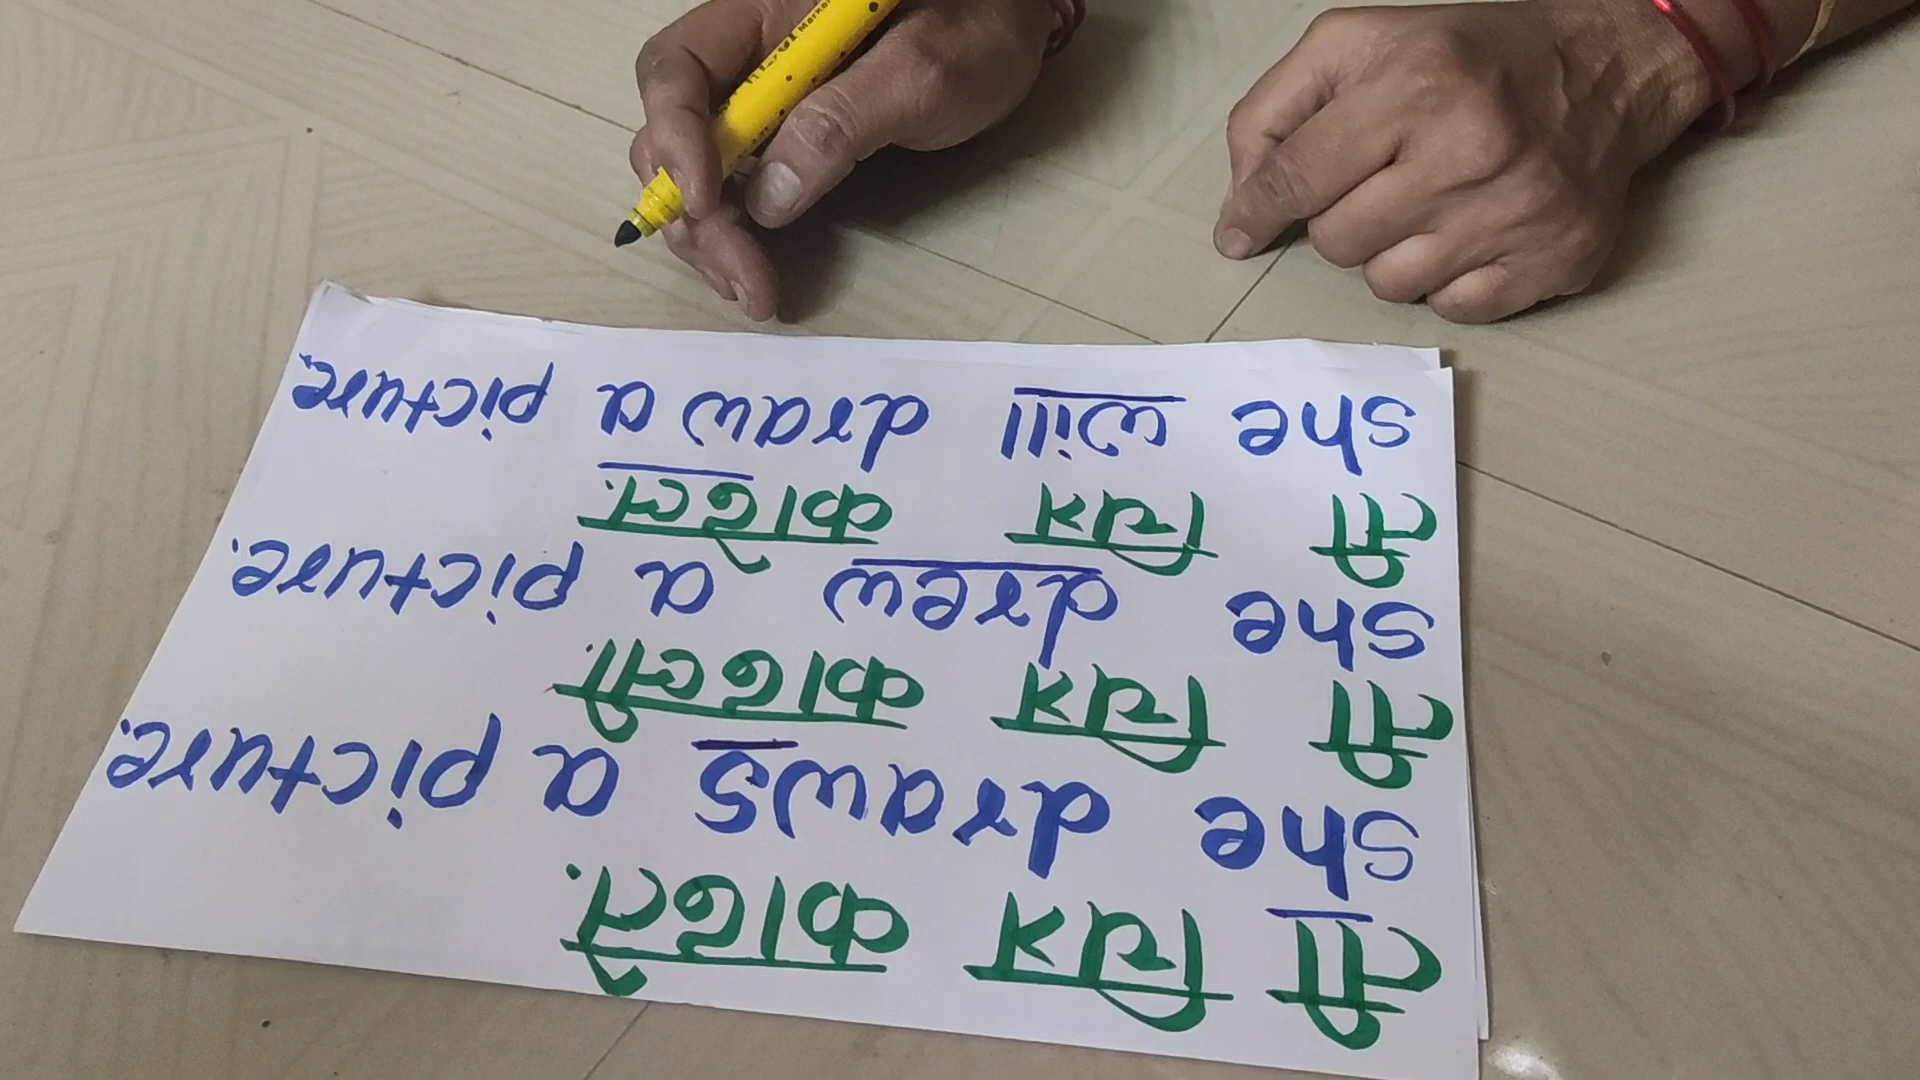 ती चित्र काढते.
She draws a picture.
ती चित्र काढली.
She drew a picture.
ती चित्र काढेल.
She will draw a picture.